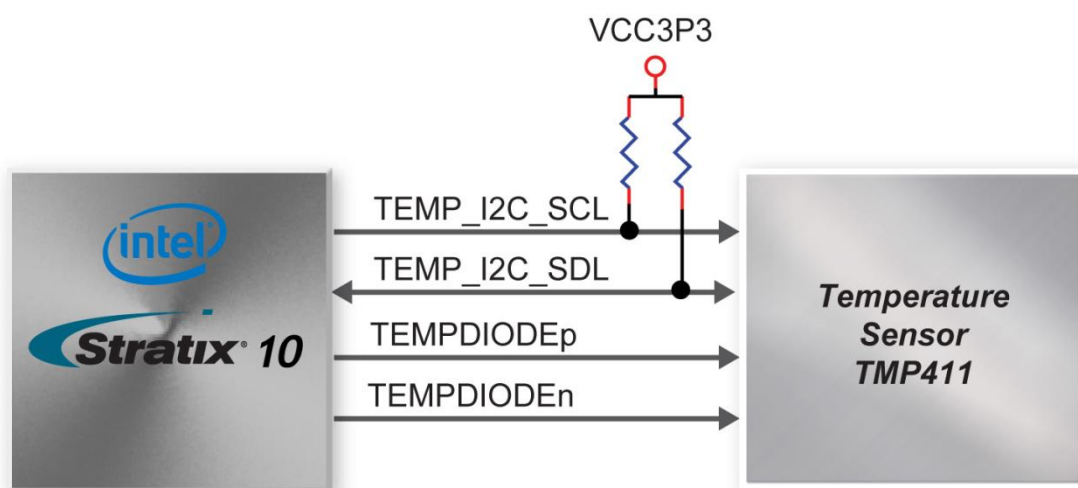 VCC3P3
TEMP_I2C_SCL
TEMP_I2C_SDL
TEMPDIODEp
TEMPDIODEn
intel®
Stratix® 10
Temperature
Sensor
TMP411